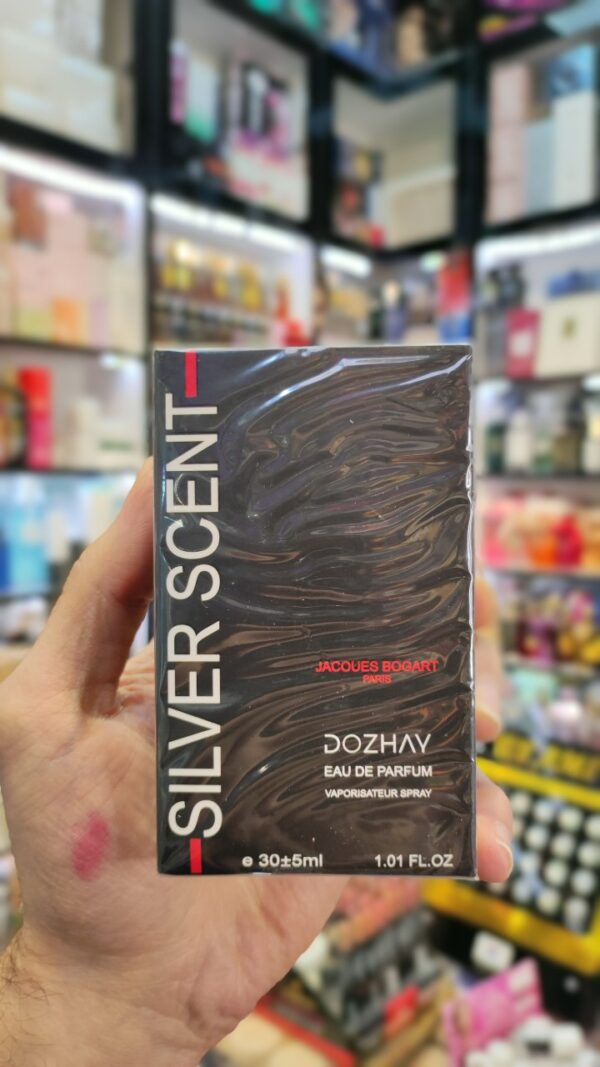 SILVER SCENT
JACQUES BOGART
PARIS
DOZHAY
EAU DE PARFUM
VAPORISATEUR SPRAY
e 30±5ml 1.01 FL.OZ